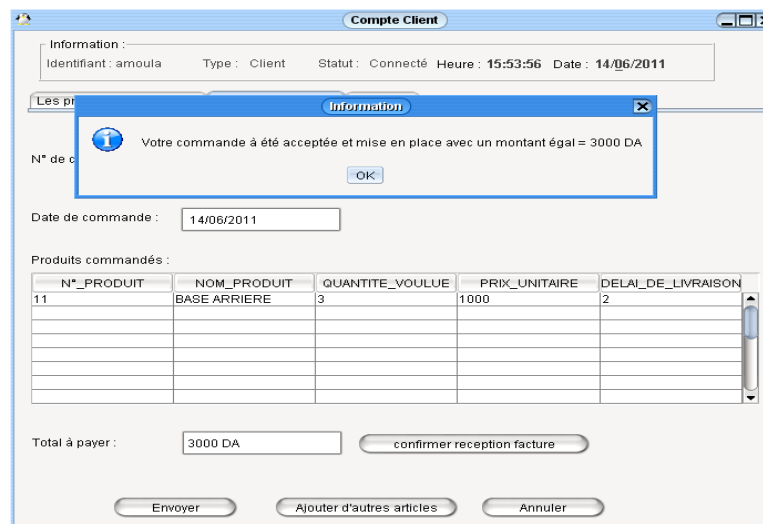 Compte Client
Information :
Identifiant : amoula Type : Client Statut : Connecté Heure : 15:53:56 Date : 14/06/2011
Les pr
Information
Votre commande à été acceptée et mise en place avec un montant égal = 3000 DA
N° de c
OK
Date de commande : 14/06/2011
Produits commandés :
N°_PRODUIT NOM_PRODUIT QUANTITE_VOULUE PRIX_UNITAIRE DELAI_DE_LIVRAISON
11 BASE ARRIERE 3 1000 2
Total à payer : 3000 DA confirmer reception facture
Envoyer Ajouter d'autres articles Annuler